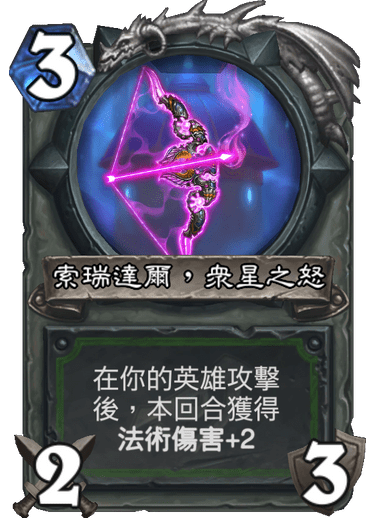 3
索瑞達爾，眾星之怒
在你的英雄攻擊
後，本回合獲得
法術傷害+2
2
3